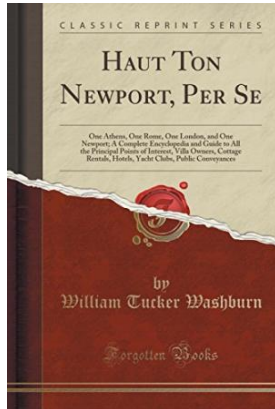 CLASSIC REPRINT SERIES
HAUT TON
NEWPORT, PER SE
One Athens, One Rome, One London, and One
Newport; A Complete Encyclopedia and Guide to All
the Principal Points of Interest, Villa Owners, Cottage
Rentals, Hotels, Yacht Clubs, Public Conveyances
by
William Tucker Washburn
Forgotten Books